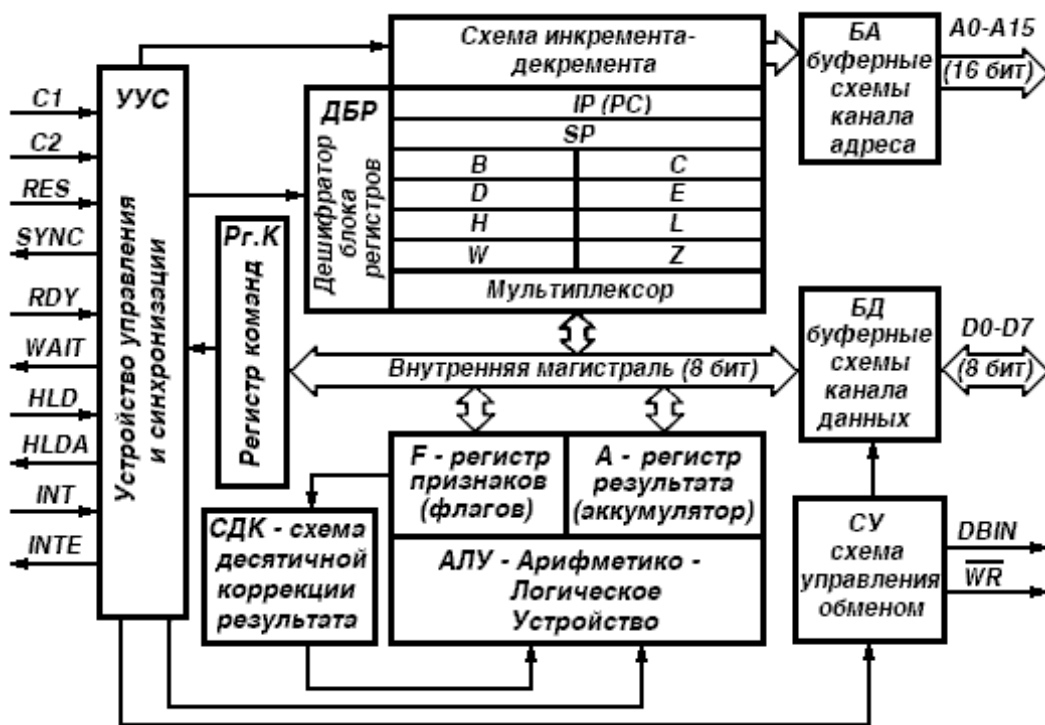 C1
C2
RES
SYNC
RDY
WAIT
HLD
HLDA
INT
INTE
УУС
Устройство управления
и синхронизации
Рг.К
Регистр команд
ДБР
Дешифратор
блока
регистров
Схема инкремента-
декремента
IP (PC)
SP
B
C
D
E
H
L
W
Z
Мультиплексор
БА
буферные
схемы
канала
адреса
A0-A15
(16 бит)
Внутренняя магистраль (8 бит)
БД
буферные
схемы
канала
данных
D0-D7
(8 бит)
F - регистр
признаков
(флагов)
A - регистр
результата
(аккумулятор)
СДК - схема
десятичной
коррекции
результата
АЛУ - Арифметико -
Логическое
Устройство
СУ
схема
управления
обменом
DBIN
W̅R̅